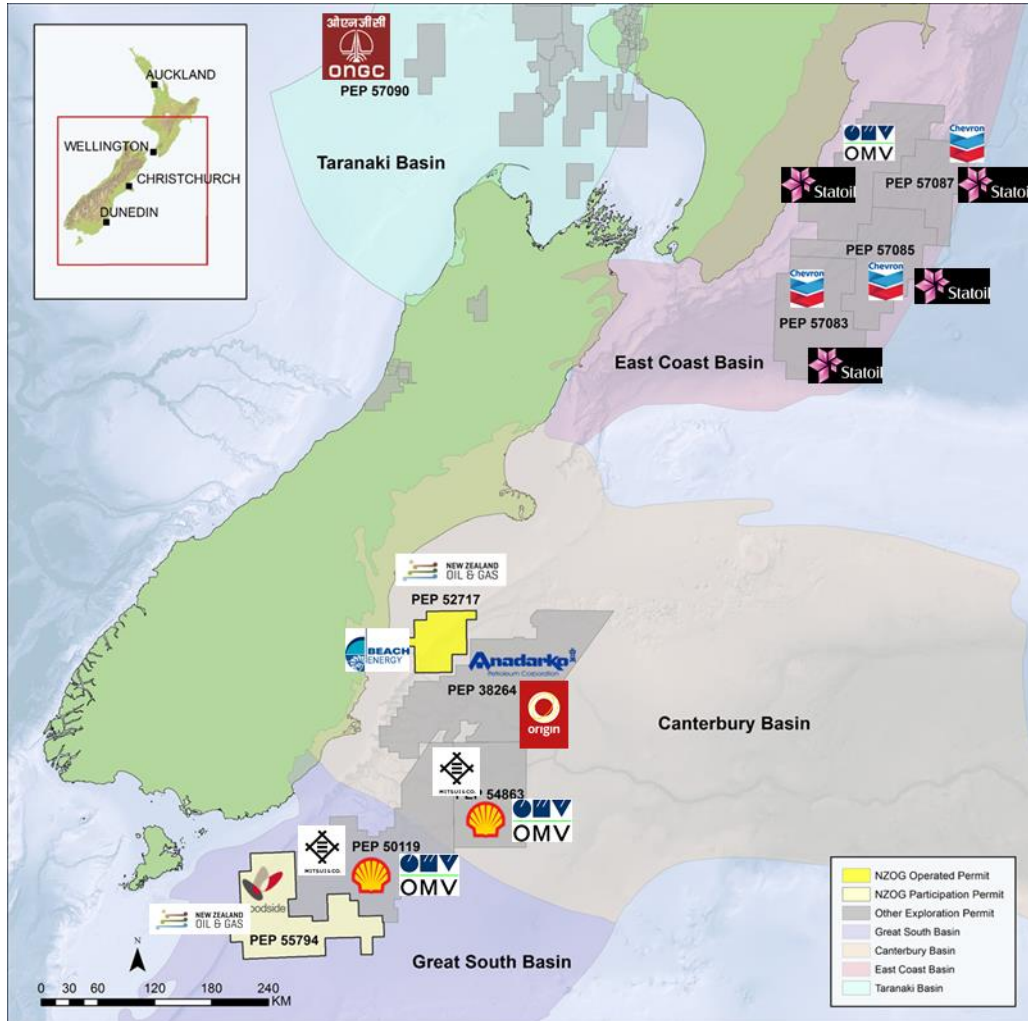 AUCKLAND
WELLINGTON
CHRISTCHURCH
DUNEDIN
ओएनजीसी
ONGC
PEP 57090
Taranaki Basin
OMV
Chevron
Statoil
PEP 57087
Statoil
PEP 57085
Chevron
Chevron
Statoil
PEP 57083
Statoil
East Coast Basin
NEW ZEALAND
OIL & GAS
PEP 52717
BEACH
ENERGY
Anadarko
Petroleum Corporation
PEP 38264
origin
Canterbury Basin
MITSUI & CO.
PEP 54863
OMV
MITSUI & CO.
PEP 50119
OMV
oodside
NEW ZEALAND
OIL & GAS
PEP 55794
Great South Basin
N
0 30 60 120 180 240
KM
NZOG Operated Permit
NZOG Participation Permit
Other Exploration Permit
Great South Basin
Canterbury Basin
East Coast Basin
Taranaki Basin